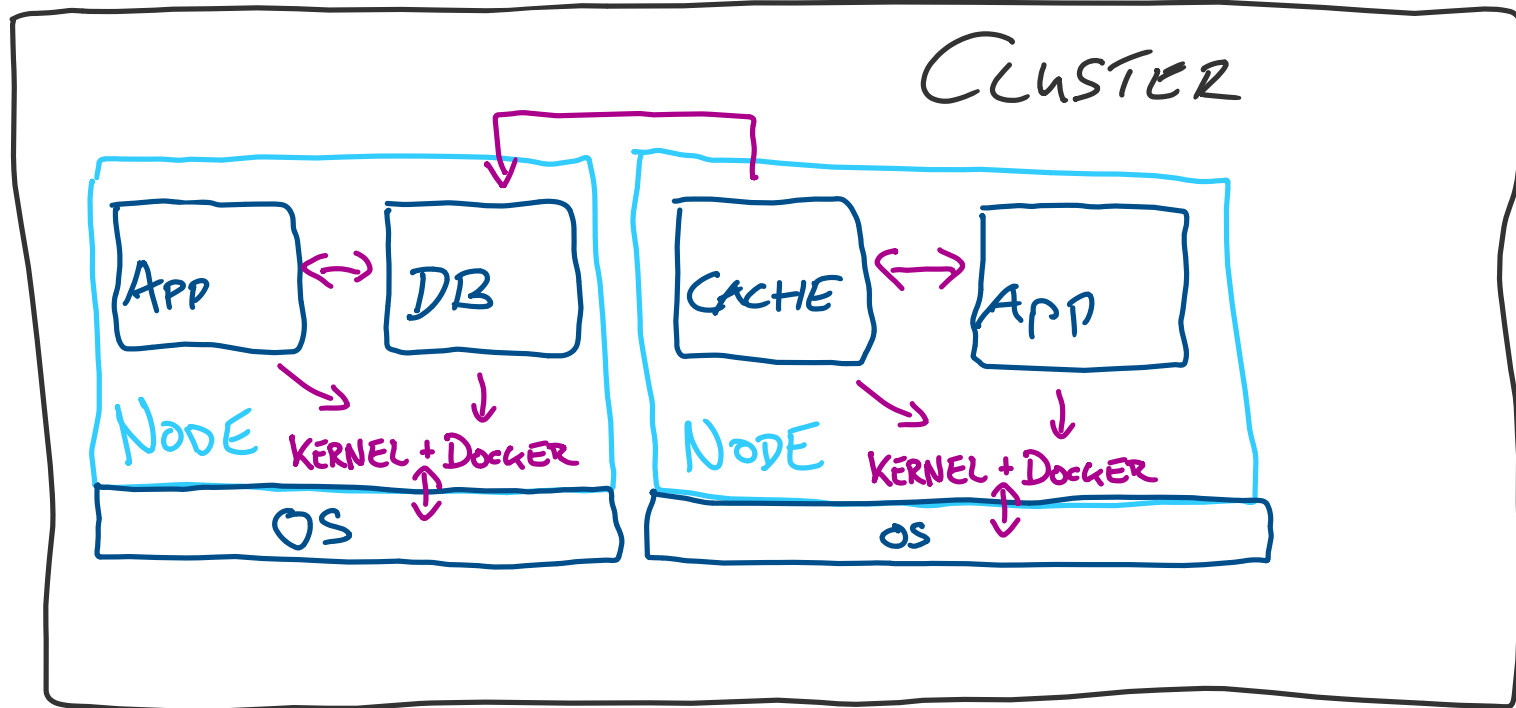 CLUSTER
APP
DB
CACHE
APP
NODE
KERNEL + DOCKER
NODE
KERNEL + DOCKER
OS
OS